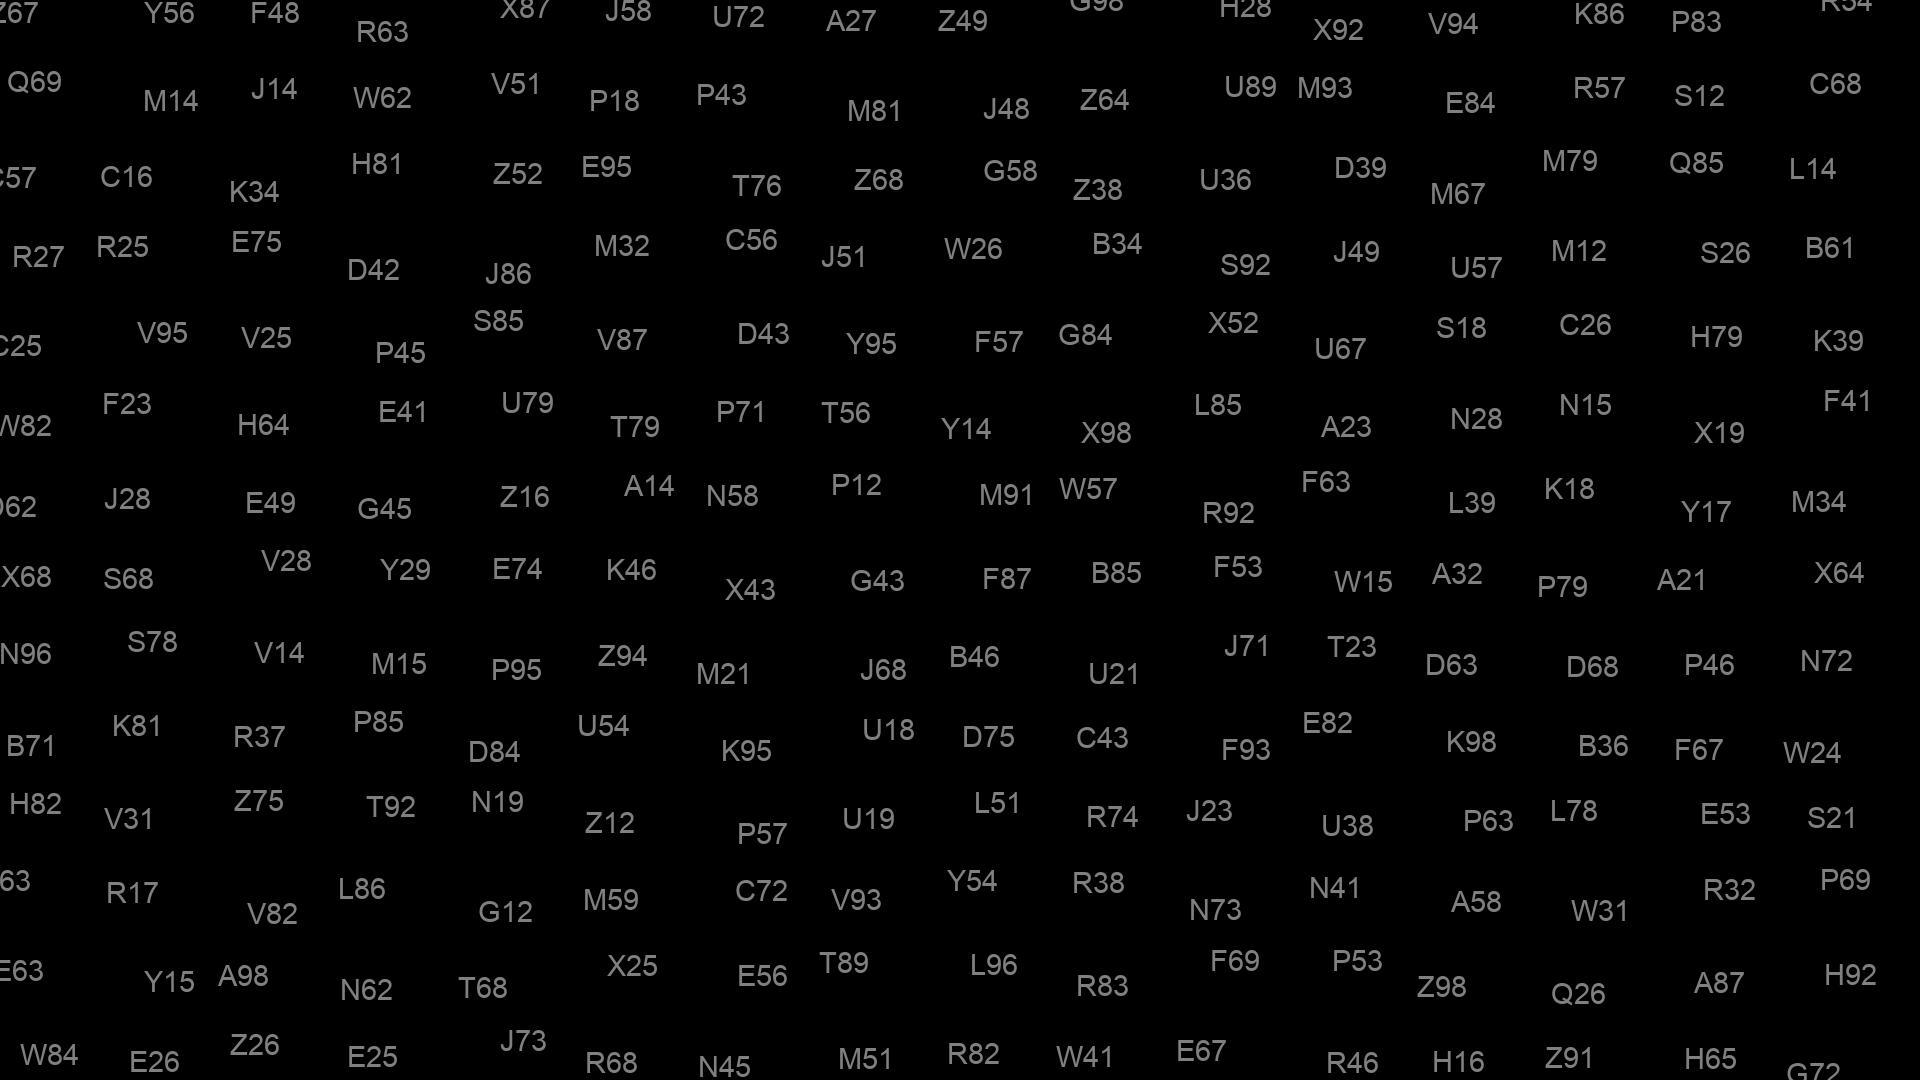 Z67 Y56 F48 R63 X87 J58 U72 A27 Z49 G98 H28 X92 V94 K86 P83 R54
Q69 M14 J14 W62 V51 P18 P43 M81 J48 Z64 U89 M93 E84 R57 S12 C68
C57 C16 K34 H81 Z52 E95 T76 Z68 G58 Z38 U36 D39 M67 M79 Q85 L14
R27 R25 E75 D42 J86 M32 C56 J51 W26 B34 S92 J49 U57 M12 S26 B61
C25 V95 V25 P45 S85 V87 D43 Y95 F57 G84 X52 U67 S18 C26 H79 K39
W82 F23 H64 E41 U79 T79 P71 T56 Y14 X98 L85 A23 N28 N15 X19 F41
62 J28 E49 G45 Z16 A14 N58 P12 M91 W57 R92 F63 L39 K18 Y17 M34
X68 S68 V28 Y29 E74 K46 X43 G43 F87 B85 F53 W15 A32 P79 A21 X64
N96 S78 V14 M15 P95 Z94 M21 J68 B46 U21 J71 T23 D63 D68 P46 N72
B71 K81 R37 P85 D84 U54 K95 U18 D75 C43 F93 E82 K98 B36 F67 W24
H82 V31 Z75 T92 N19 Z12 P57 U19 L51 R74 J23 U38 P63 L78 E53 S21
63 R17 V82 L86 G12 M59 C72 V93 Y54 R38 N73 N41 A58 W31 R32 P69
E63 Y15 A98 N62 T68 X25 E56 T89 L96 R83 F69 P53 Z98 Q26 A87 H92
W84 E26 Z26 E25 J73 R68 N45 M51 R82 W41 E67 R46 H16 Z91 H65 G72